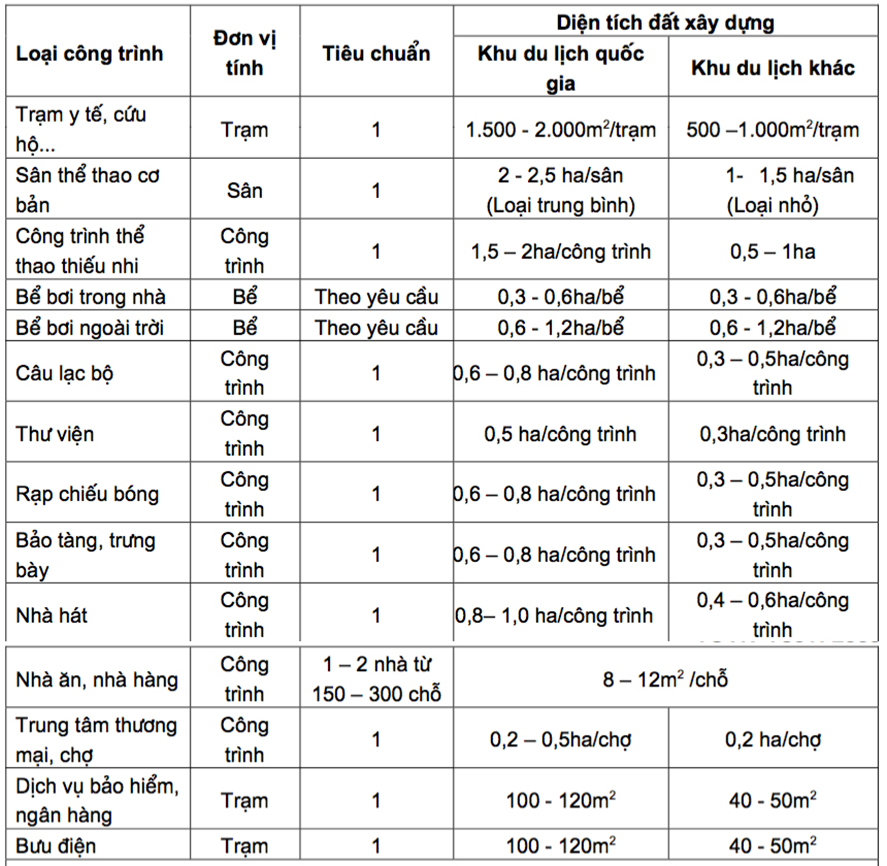 Loại công trình
Đơn vị
tính
Tiêu chuẩn
Diện tích đất xây dựng
Khu du lịch quốc
gia
Khu du lịch khác
Trạm y tế, cứu
hộ...
Trạm
1
1.500 - 2.000m²/trạm
500 –1.000m²/trạm
Sân thể thao cơ
bản
Sân
1
2 - 2,5 ha/sân
(Loại trung bình)
1- 1,5 ha/sân
(Loại nhỏ)
Công trình thể
thao thiếu nhi
Công
trình
1
1,5 – 2ha/công trình
0,5 – 1ha
Bể bơi trong nhà
Bể
Theo yêu cầu
0,3 - 0,6ha/bể
0,3 - 0,6ha/bể
Bể bơi ngoài trời
Bể
Theo yêu cầu
0,6 - 1,2ha/bể
0,6 - 1,2ha/bể
Câu lạc bộ
Công
trình
1
0,6 – 0,8 ha/công trình
0,3 – 0,5ha/công
trình
Thư viện
Công
trình
1
0,5 ha/công trình
0,3ha/công trình
Rạp chiếu bóng
Công
trình
1
0,6 – 0,8 ha/công trình
0,3 – 0,5ha/công
trình
Bảo tàng, trưng
bày
Công
trình
1
0,6 – 0,8 ha/công trình
0,3 – 0,5ha/công
trình
Nhà hát
Công
trình
1
0,8– 1,0 ha/công trình
0,4 – 0,6ha/công
trình
Nhà ăn, nhà hàng
Công
trình
1 – 2 nhà từ
150 – 300 chỗ
8 – 12m² /chỗ
Trung tâm thương
mại, chợ
Công
trình
1
0,2 – 0,5ha/chợ
0,2 ha/chợ
Dịch vụ bảo hiểm,
ngân hàng
Trạm
1
100 - 120m²
40 - 50m²
Bưu điện
Trạm
1
100 - 120m²
40 - 50m²